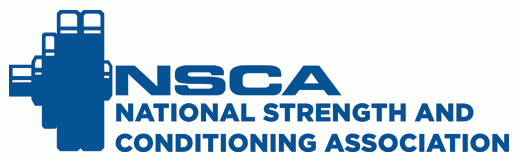 NSCA
NATIONAL STRENGTH AND
CONDITIONING ASSOCIATION